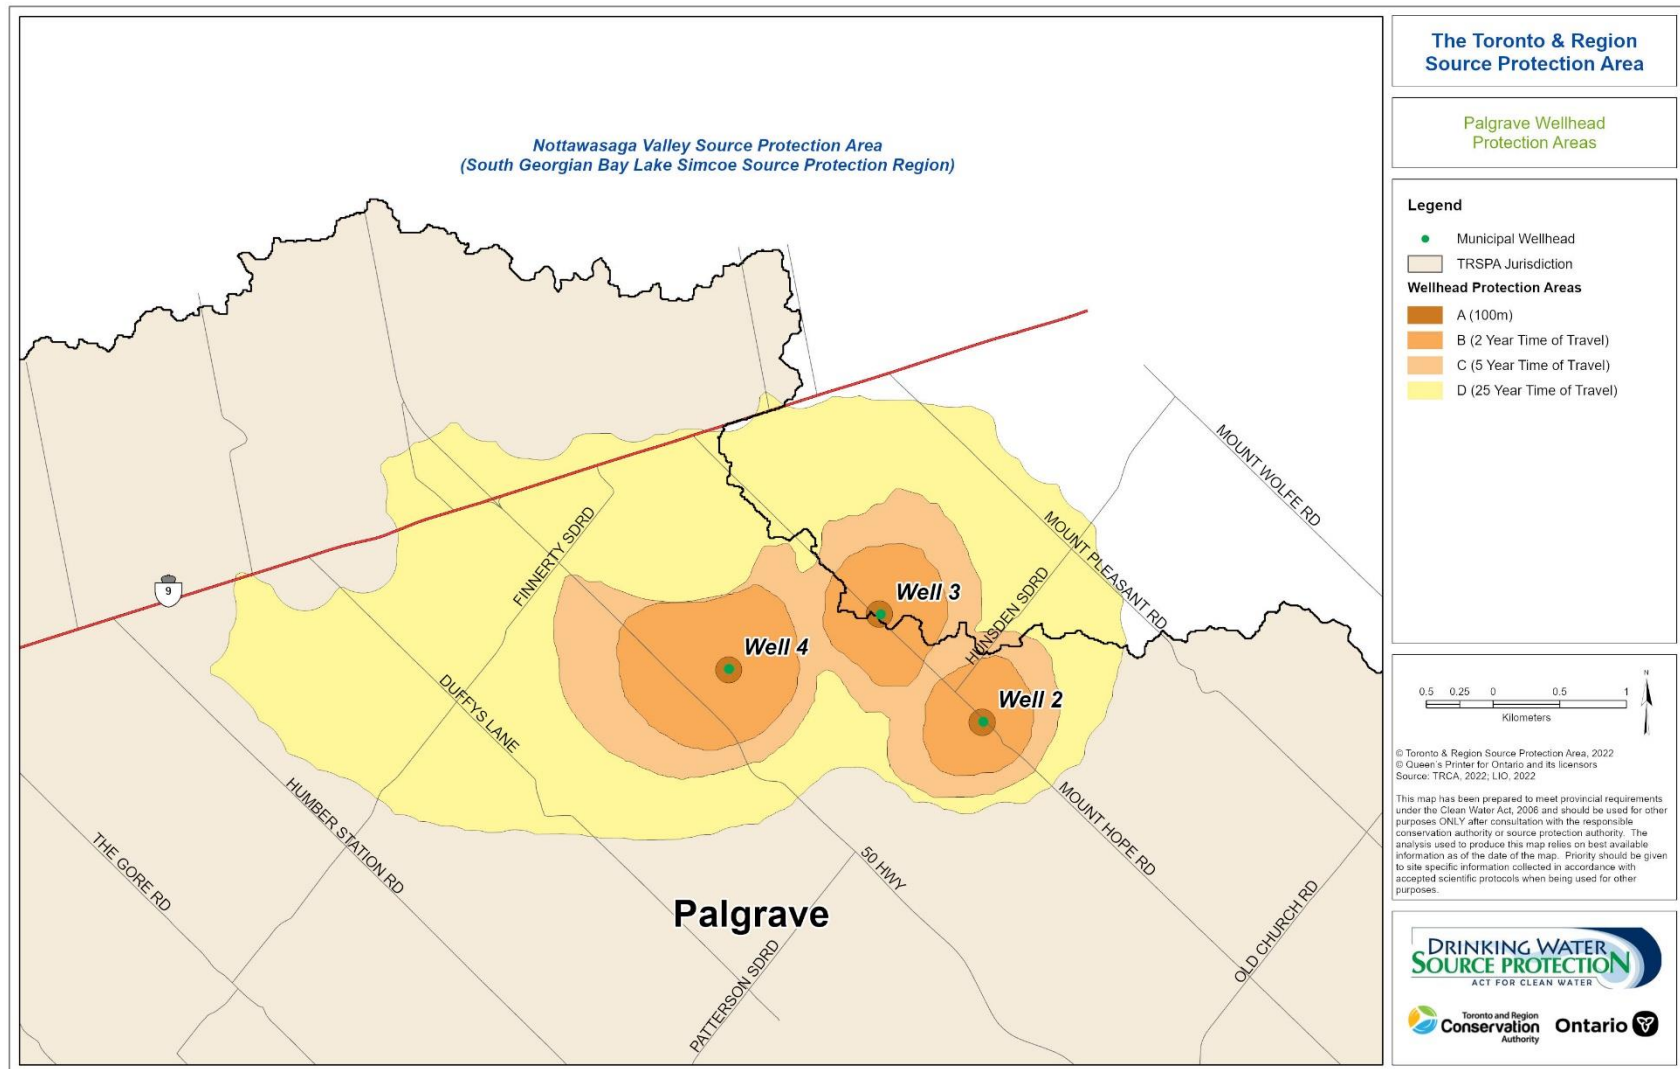 The Toronto & Region
Source Protection Area
Palgrave Wellhead
Protection Areas
Nottawasaga Valley Source Protection Area
(South Georgian Bay Lake Simcoe Source Protection Region)
Legend
Municipal Wellhead
TRSPA Jurisdiction
Wellhead Protection Areas
A (100m)
B (2 Year Time of Travel)
C (5 Year Time of Travel)
D (25 Year Time of Travel)
MOUNT WOLFE RD
MOUNT PLEASANT RD
FINNERTY SDRD
HUNSDEN SDRD
9
Well 3
Well 4
Well 2
DUFFYS LANE
HUMBER STATION RD
THE GORE RD
MOUNT HOPE RD
50 HWY
Palgrave
PATTERSON SDRD
OLD CHURCH RD
N
0.5 0.25 0 0.5 1
Kilometers
© Toronto & Region Source Protection Area, 2022
© Queen's Printer for Ontario and its licensors
Source: TRCA, 2022; LIO, 2022
This map has been prepared to meet provincial requirements
under the Clean Water Act, 2006 and should be used for other
purposes ONLY after consultation with the responsible
conservation authority or source protection authority. The
analysis used to produce this map relies on best available
information as of the date of the map. Priority should be given
to site specific information collected in accordance with
accepted scientific protocols when being used for other
purposes.
DRINKING WATER
SOURCE PROTECTION
ACT FOR CLEAN WATER
Toronto and Region
Conservation
Authority
Ontario